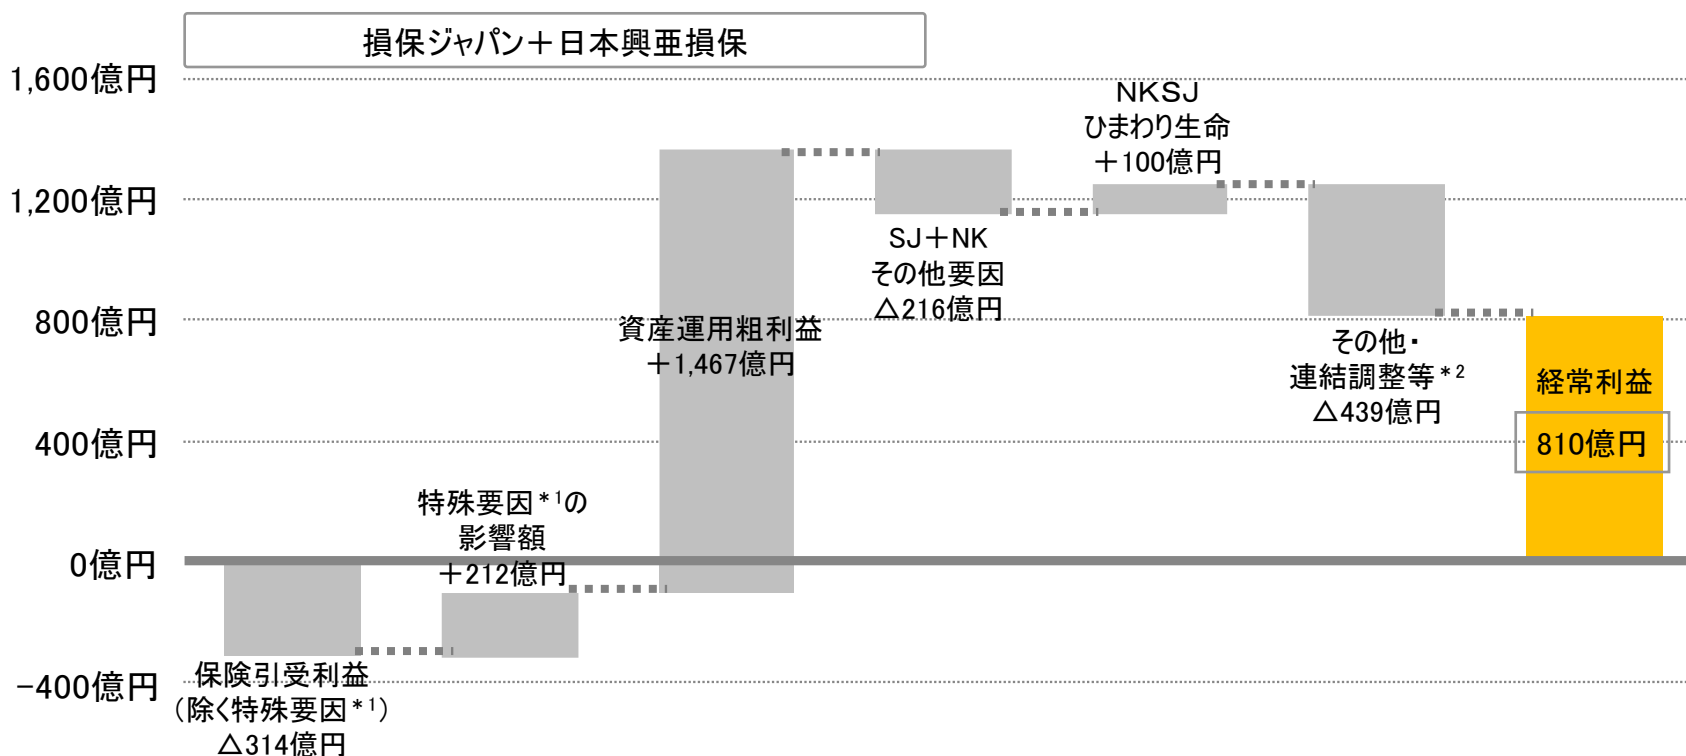 損保ジャパン＋日本興亜損保
1,600億円
1,200億円
800億円
400億円
0億円
-400億円
保険引受利益
（除く特殊要因*1）
△314億円
特殊要因*1の
影響額
＋212億円
資産運用粗利益
＋1,467億円
SJ＋NK
その他要因
△216億円
NKSJ
ひまわり生命
＋100億円
その他・
連結調整等*2
△439億円
経常利益
810億円